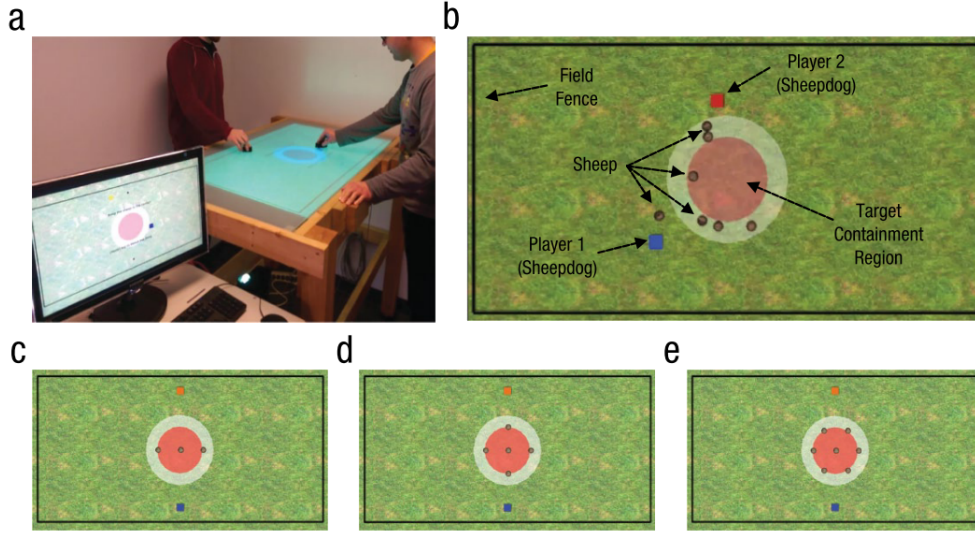 a
b
Field
Fence
Player 2
(Sheepdog)
Sheep
Player 1
(Sheepdog)
Target
Containment
Region
c
d
e